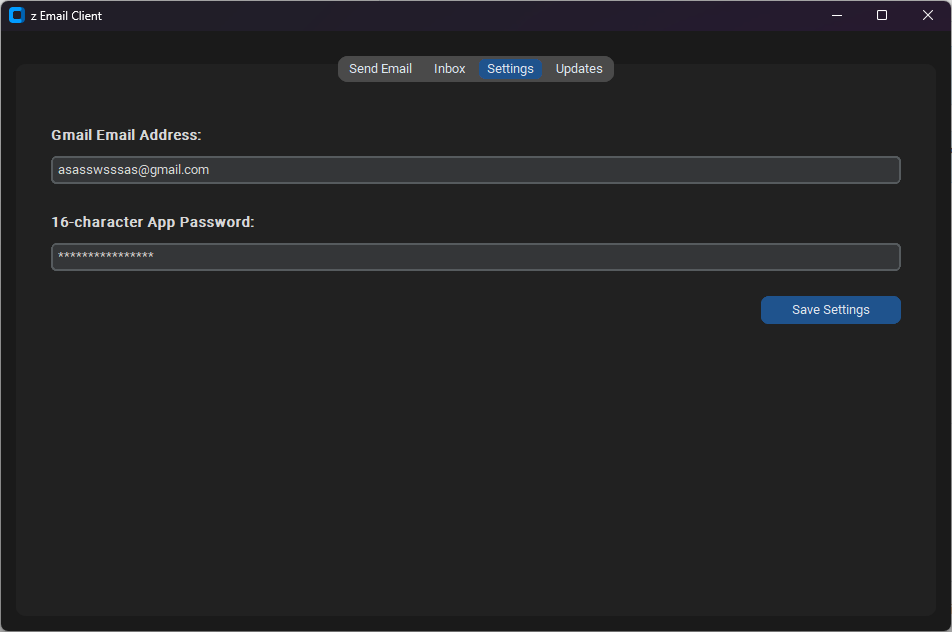 z Email Client
Send Email Inbox Settings Updates
Gmail Email Address:
asasswsssas@gmail.com
16-character App Password:
****************
Save Settings